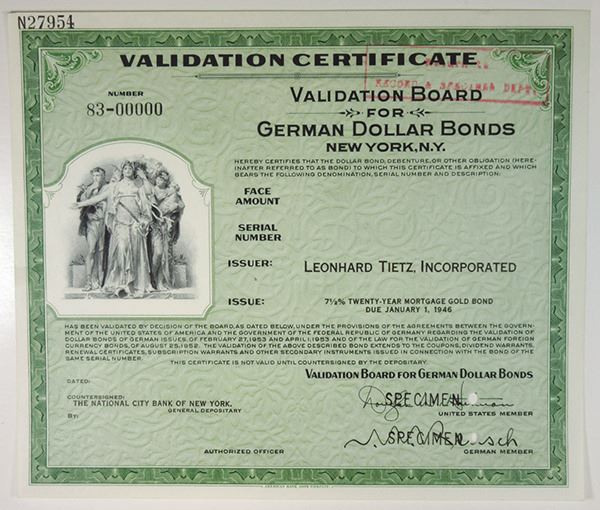 N27954
VALIDATION CERTIFICATE
NUMBER
83-00000
RECORD & SPECIMEN DEPT.
VALIDATION BOARD
FOR
GERMAN DOLLAR BONDS
NEW YORK, N.Y.
HEREBY CERTIFIES THAT THE DOLLAR BOND, DEBENTURE, OR OTHER OBLIGATION (HERE-
INAFTER REFERRED TO AS BOND) TO WHICH THIS CERTIFICATE IS AFFIXED AND WHICH
BEARS THE FOLLOWING DENOMINATION, SERIAL NUMBER AND DESCRIPTION:
FACE
AMOUNT
SERIAL
NUMBER
ISSUER: LEONHARD TIETZ, INCORPORATED
ISSUE: 7½% TWENTY-YEAR MORTGAGE GOLD BOND
DUE JANUARY 1, 1946
HAS BEEN VALIDATED BY DECISION OF THE BOARD, AS DATED BELOW, UNDER THE PROVISIONS OF THE AGREEMENTS BETWEEN THE GOVERN-
MENT OF THE UNITED STATES OF AMERICA AND THE GOVERNMENT OF THE FEDERAL REPUBLIC OF GERMANY REGARDING THE VALIDATION OF
DOLLAR BONDS OF GERMAN ISSUES, OF FEBRUARY 27, 1953 AND APRIL 1, 1953 AND OF THE LAW FOR THE VALIDATION OF GERMAN FOREIGN
CURRENCY BONDS, OF AUGUST 25, 1952. THE VALIDATION OF THE ABOVE DESCRIBED BOND EXTENDS TO THE COUPONS, DIVIDEND WARRANTS,
RENEWAL CERTIFICATES, SUBSCRIPTION WARRANTS AND OTHER SECONDARY INSTRUMENTS ISSUED IN CONNECTION WITH THE BOND OF THE
SAME SERIAL NUMBER.
THIS CERTIFICATE IS NOT VALID UNTIL COUNTERSIGNED BY THE DEPOSITARY.
VALIDATION BOARD FOR GERMAN DOLLAR BONDS
DATED:
COUNTERSIGNED:
THE NATIONAL CITY BANK OF NEW YORK,
GENERAL DEPOSITARY
BY:
SPECIMEN
UNITED STATES MEMBER
SPECIMEN
AUTHORIZED OFFICER
GERMAN MEMBER
AMERICAN BANK NOTE COMPANY